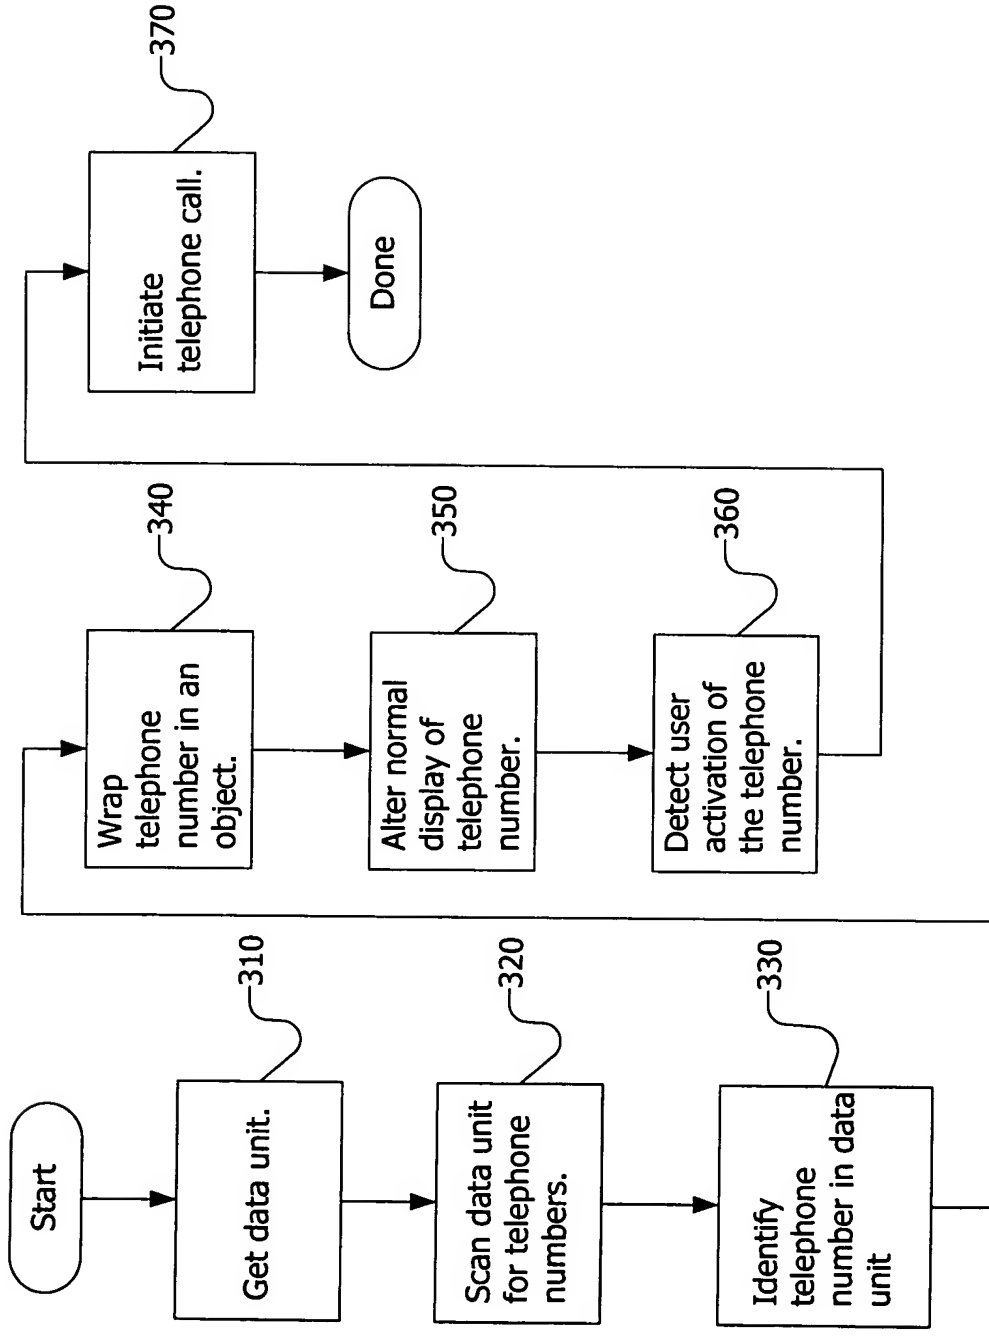 Start
Get data unit.
310
Scan data unit
for telephone
numbers.
320
Identify
telephone
number in data
unit
330
Wrap
telephone
number in an
object.
340
Alter normal
display of
telephone
number.
350
Detect user
activation of
the telephone
number.
360
Initiate
telephone call.
370
Done